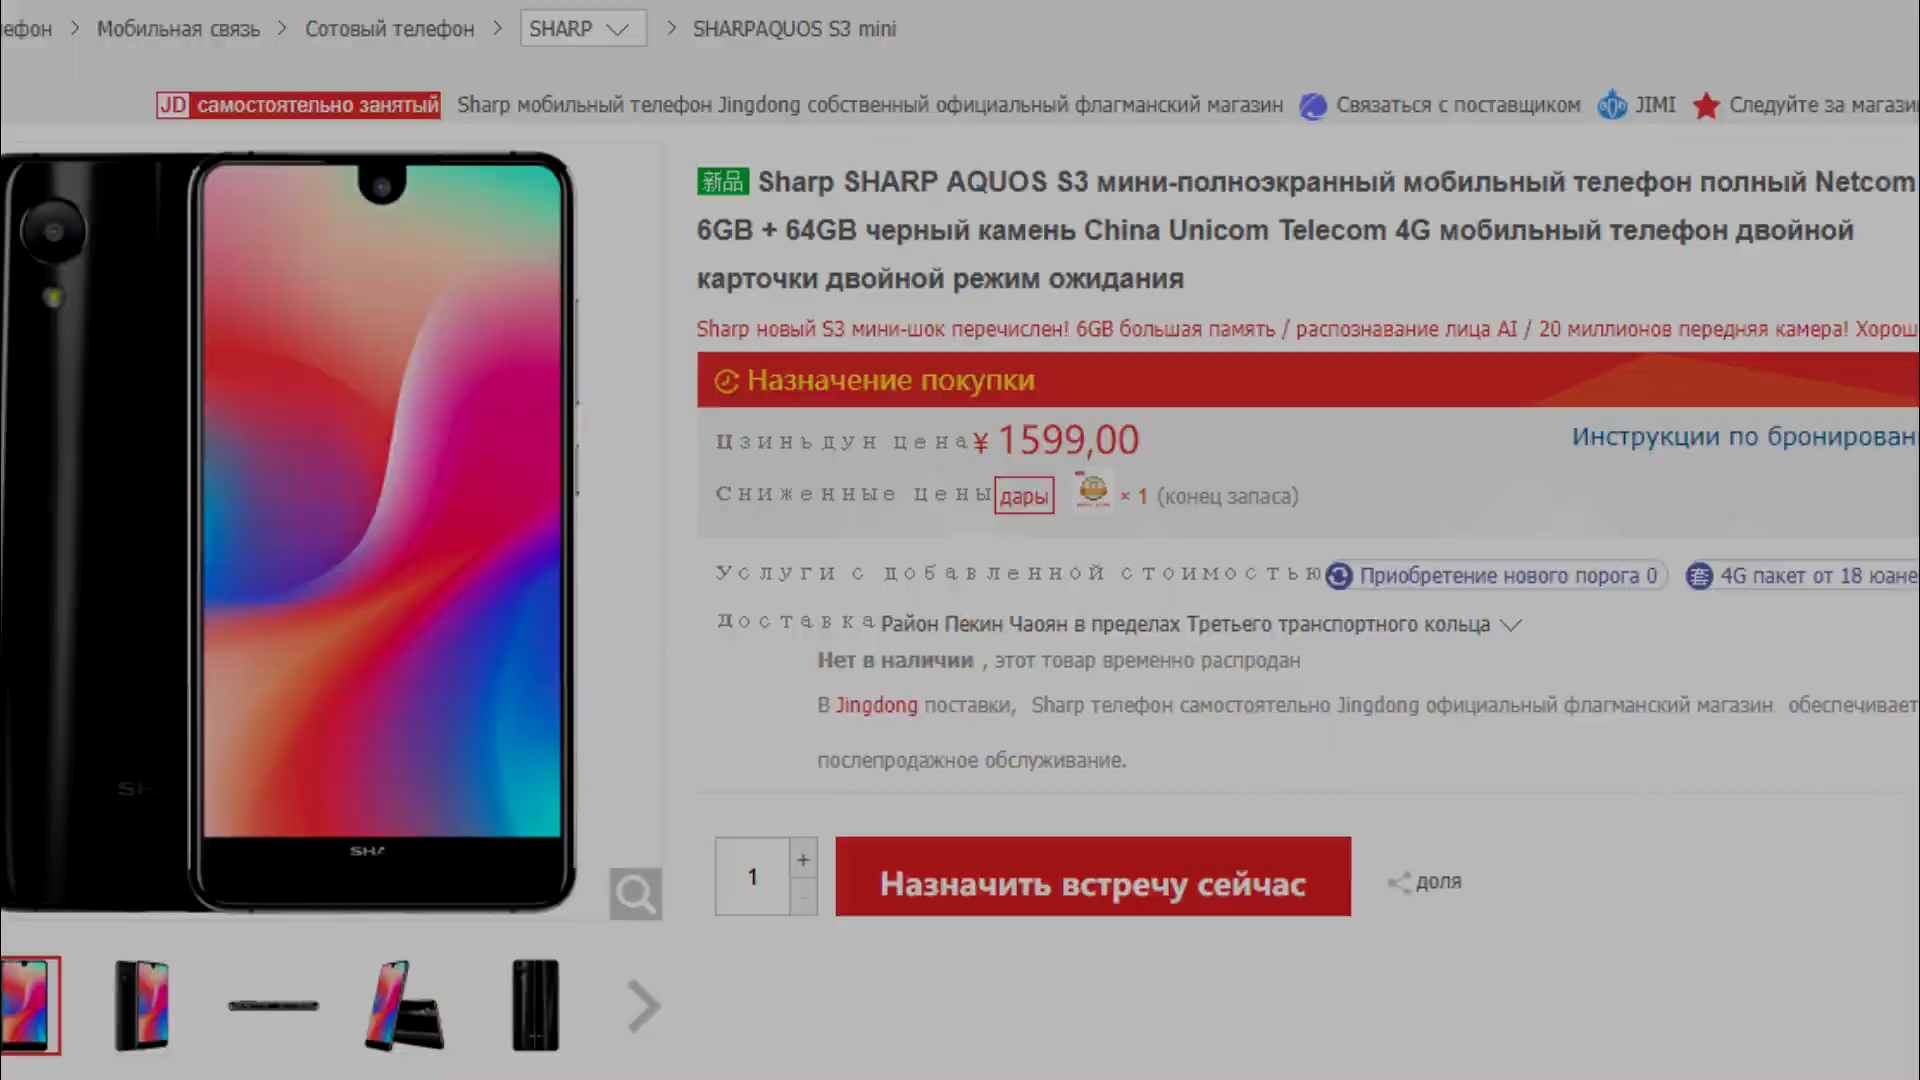 Мобильная связь > Сотовый телефон > SHARP > SHARPAQUOS S3 mini
JD самостоятельно занятый Sharp мобильный телефон Jingdong собственный официальный флагманский магазин Связаться с поставщиком JIMI Следуйте за
新品 Sharp SHARP AQUOS S3 мини-полноэкранный мобильный телефон полный Netcom
6GB + 64GB черный камень China Unicom Telecom 4G мобильный телефон двойной
карточки двойной режим ожидания
Sharp новый S3 мини-шок перечислен! 6GB большая память / распознавание лица AI / 20 миллионов передняя камера!
Назначение покупки
Цзиньдун цена ¥ 1599,00
Инструкции по
Сниженные цены дары × 1 (конец запаса)
Услуги с добавленной стоимостью Приобретение нового порога 0 套 4G пакет от 18
Доставка Район Пекин Чаоян в пределах Третьего транспортного кольца
Нет в наличии , этот товар временно распродан
В Jingdong поставки, Sharp телефон самостоятельно Jingdong официальный флагманский магазин обеспечивает
послепродажное обслуживание.
1 +
-
Назначить встречу сейчас
доля